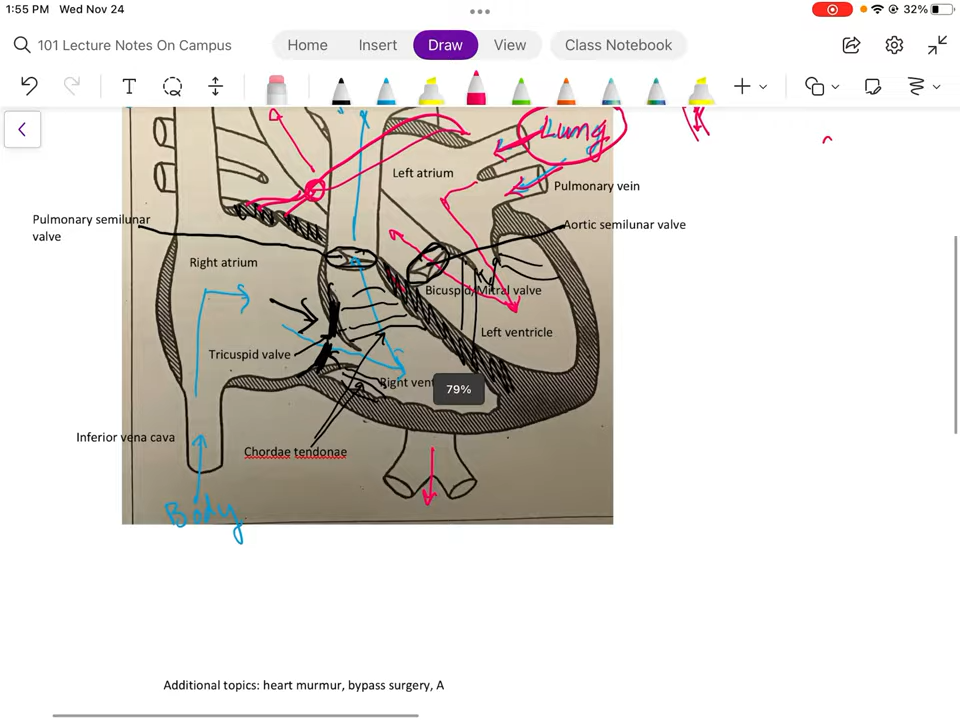 1:55 PM Wed Nov 24
32%
101 Lecture Notes On Campus
Home Insert Draw View Class Notebook
Lung
Left atrium
Pulmonary vein
Pulmonary semilunar
valve
Aortic semilunar valve
Right atrium
Bicuspid/Mitral valve
Left ventricle
Tricuspid valve
Right vent
79%
Inferior vena cava
Chordae tendonae
Body
Additional topics: heart murmur, bypass surgery, A